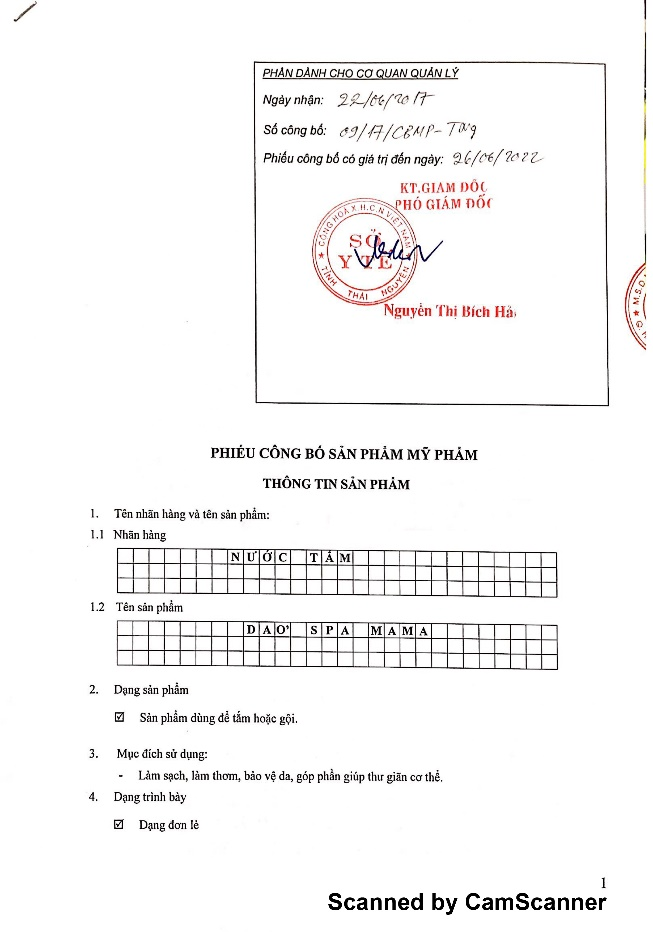 PHẦN DÀNH CHO CƠ QUAN QUẢN LÝ
Ngày nhận: 22/06/2017
Số công bố: 09/17/CBMP-TNg
Phiếu công bố có giá trị đến ngày: 26/06/2022
KT.GIÁM ĐỐC
PHÓ GIÁM ĐỐC
CỘNG HOÀ X.H.C.N VIỆT NAM
SỞ
Y TẾ
TỈNH THÁI NGUYÊN
Nguyễn Thị Bích Hà
M.S.D
PHIẾU CÔNG BỐ SẢN PHẨM MỸ PHẨM
THÔNG TIN SẢN PHẨM
1. Tên nhãn hàng và tên sản phẩm:
1.1 Nhãn hàng
NƯỚC TẮM
1.2 Tên sản phẩm
DAO' SPA MAMA
2. Dạng sản phẩm
☑ Sản phẩm dùng để tắm hoặc gội.
3. Mục đích sử dụng:
- Làm sạch, làm thơm, bảo vệ da, góp phần giúp thư giãn cơ thể.
4. Dạng trình bày
☑ Dạng đơn lẻ
1
Scanned by CamScanner